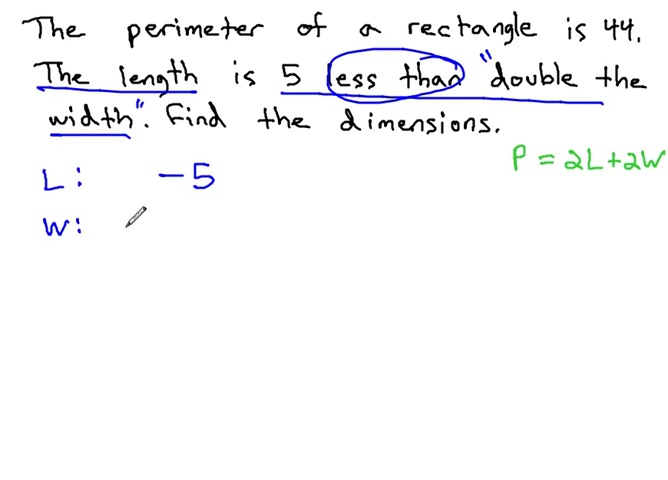 The perimeter of a rectangle is 44.
The length is 5 less than "double the
width". Find the dimensions.
P = 2L + 2W
L: - 5
W: